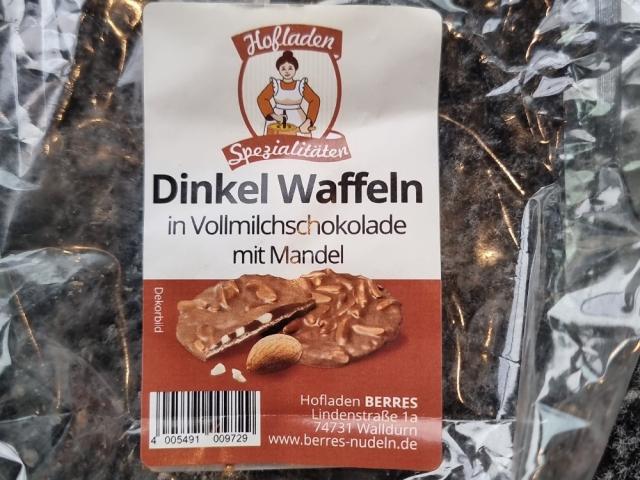 Hofladen
Spezialitäten
Dinkel Waffeln
in Vollmilchschokolade
mit Mandel
Dekorbild
Hofladen BERRES
Lindenstraße 1a
74731 Walldürn
www.berres-nudeln.de
4 005491 009729